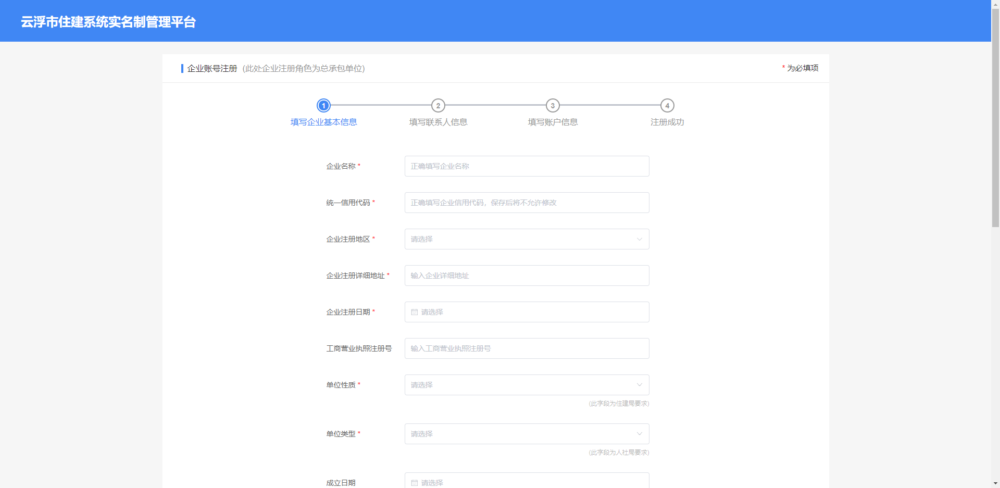 云浮市住建系统实名制管理平台
企业账号注册 (此处企业注册角色为总承包单位)
* 为必填项
1 2 3 4
填写企业基本信息 填写联系人信息 填写账户信息 注册成功
企业名称 * 正确填写企业名称
统一信用代码 * 正确填写企业信用代码，保存后将不允许修改
企业注册地区 * 请选择
企业注册详细地址 * 输入企业详细地址
企业注册日期 * 请选择
工商营业执照注册号 输入工商营业执照注册号
单位性质 * 请选择
(此字段为住建局要求)
单位类型 * 请选择
(此字段为人社局要求)
成立日期 请选择